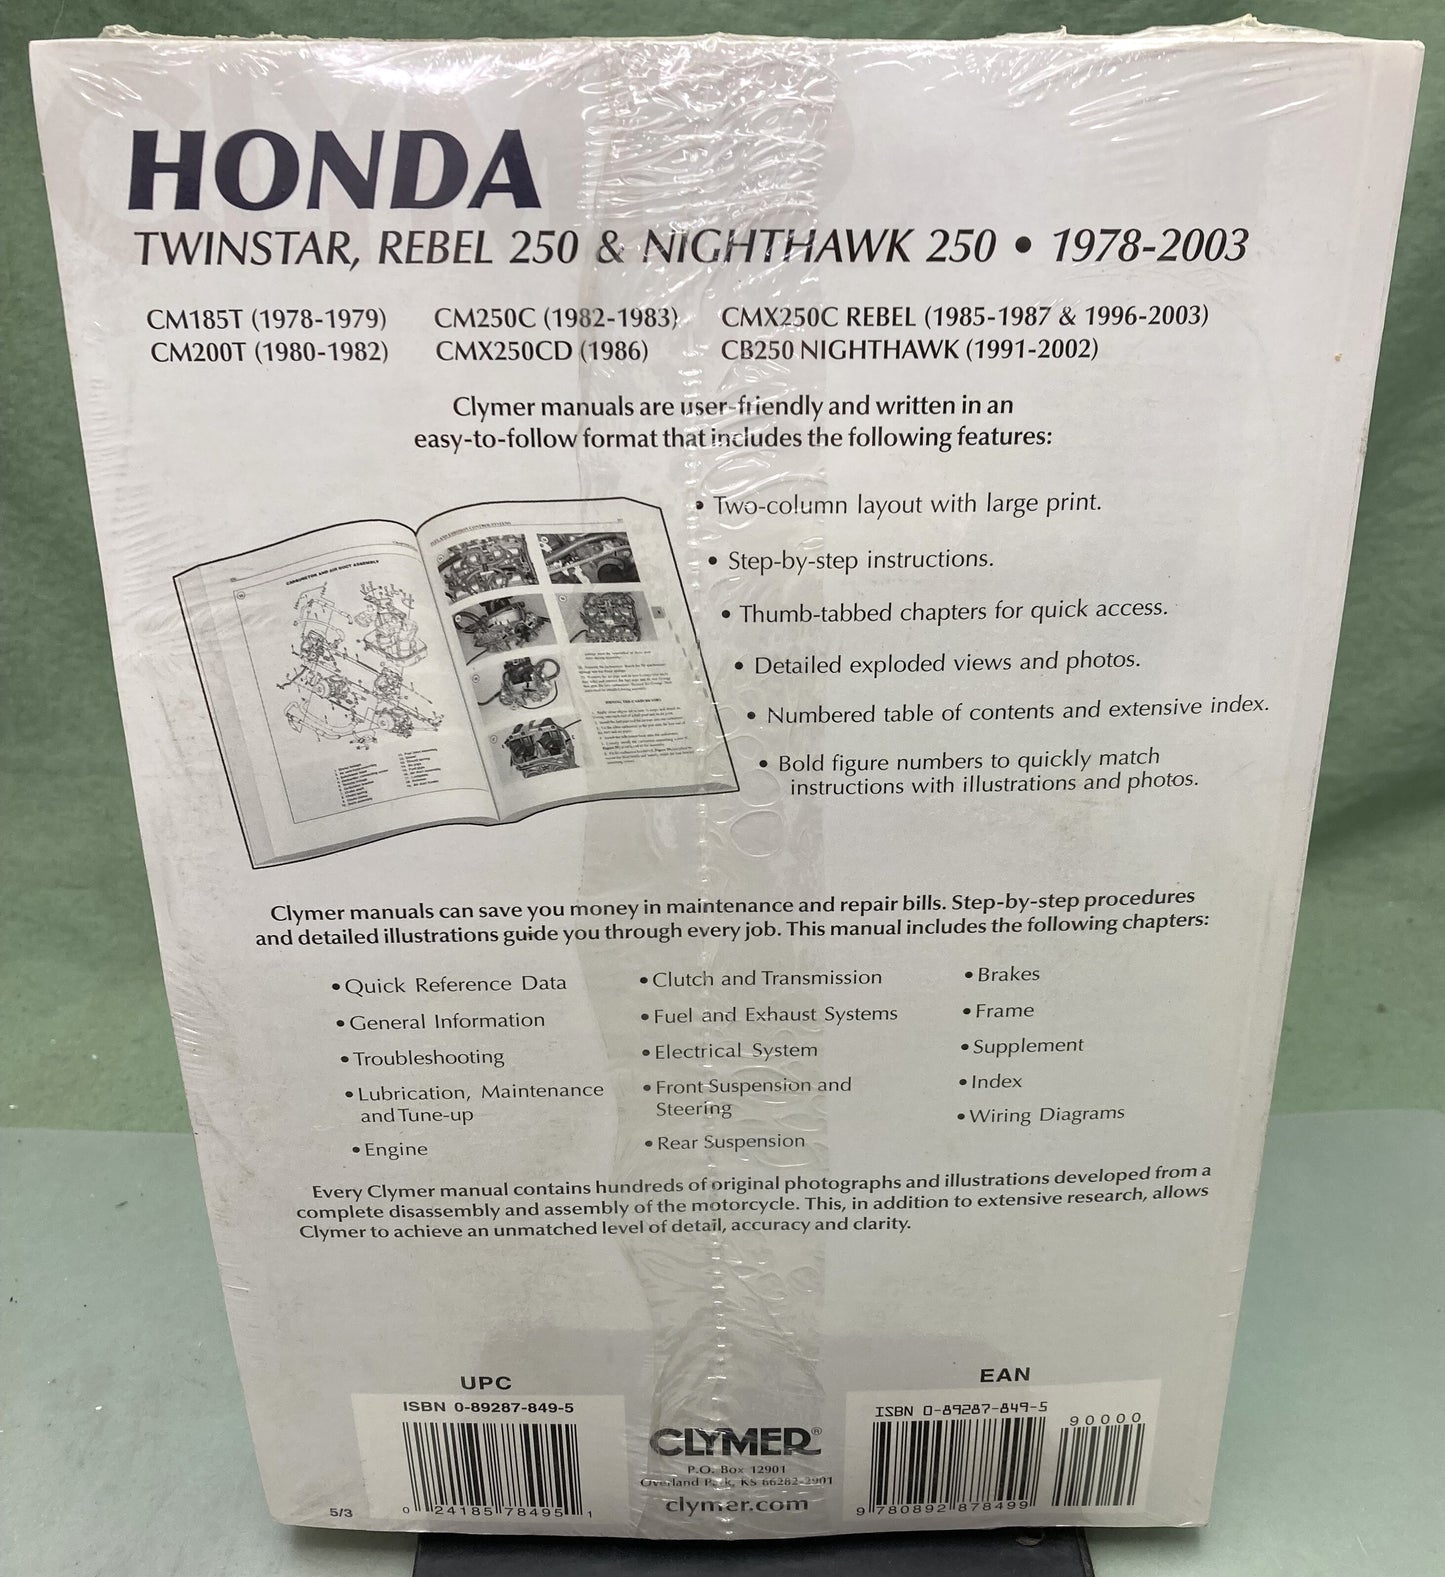 HONDA
TWINSTAR, REBEL 250 & NIGHTHAWK 250 • 1978-2003
CM185T (1978-1979) CM250C (1982-1983) CMX250C REBEL (1985-1987 & 1996-2003)
CM200T (1980-1982) CMX250CD (1986) CB250 NIGHTHAWK (1991-2002)
Clymer manuals are user-friendly and written in an
easy-to-follow format that includes the following features:
• Two-column layout with large print.
• Step-by-step instructions.
• Thumb-tabbed chapters for quick access.
• Detailed exploded views and photos.
• Numbered table of contents and extensive index.
• Bold figure numbers to quickly match
instructions with illustrations and photos.
CARBURETOR AND AIR DUCT ASSEMBLY
Clymer manuals can save you money in maintenance and repair bills. Step-by-step procedures
and detailed illustrations guide you through every job. This manual includes the following chapters:
• Quick Reference Data
• General Information
• Troubleshooting
• Lubrication, Maintenance
and Tune-up
• Engine
• Clutch and Transmission
• Fuel and Exhaust Systems
• Electrical System
• Front Suspension and
Steering
• Rear Suspension
• Brakes
• Frame
• Supplement
• Index
• Wiring Diagrams
Every Clymer manual contains hundreds of original photographs and illustrations developed from a
complete disassembly and assembly of the motorcycle. This, in addition to extensive research, allows
Clymer to achieve an unmatched level of detail, accuracy and clarity.
UPC
ISBN 0-89287-849-5
0 24185 78495 1
5/3
CLYMER®
P.O. Box 12901
Overland Park, KS 66282-2901
clymer.com
EAN
ISBN 0-89287-849-5
90000
9 780892 878499